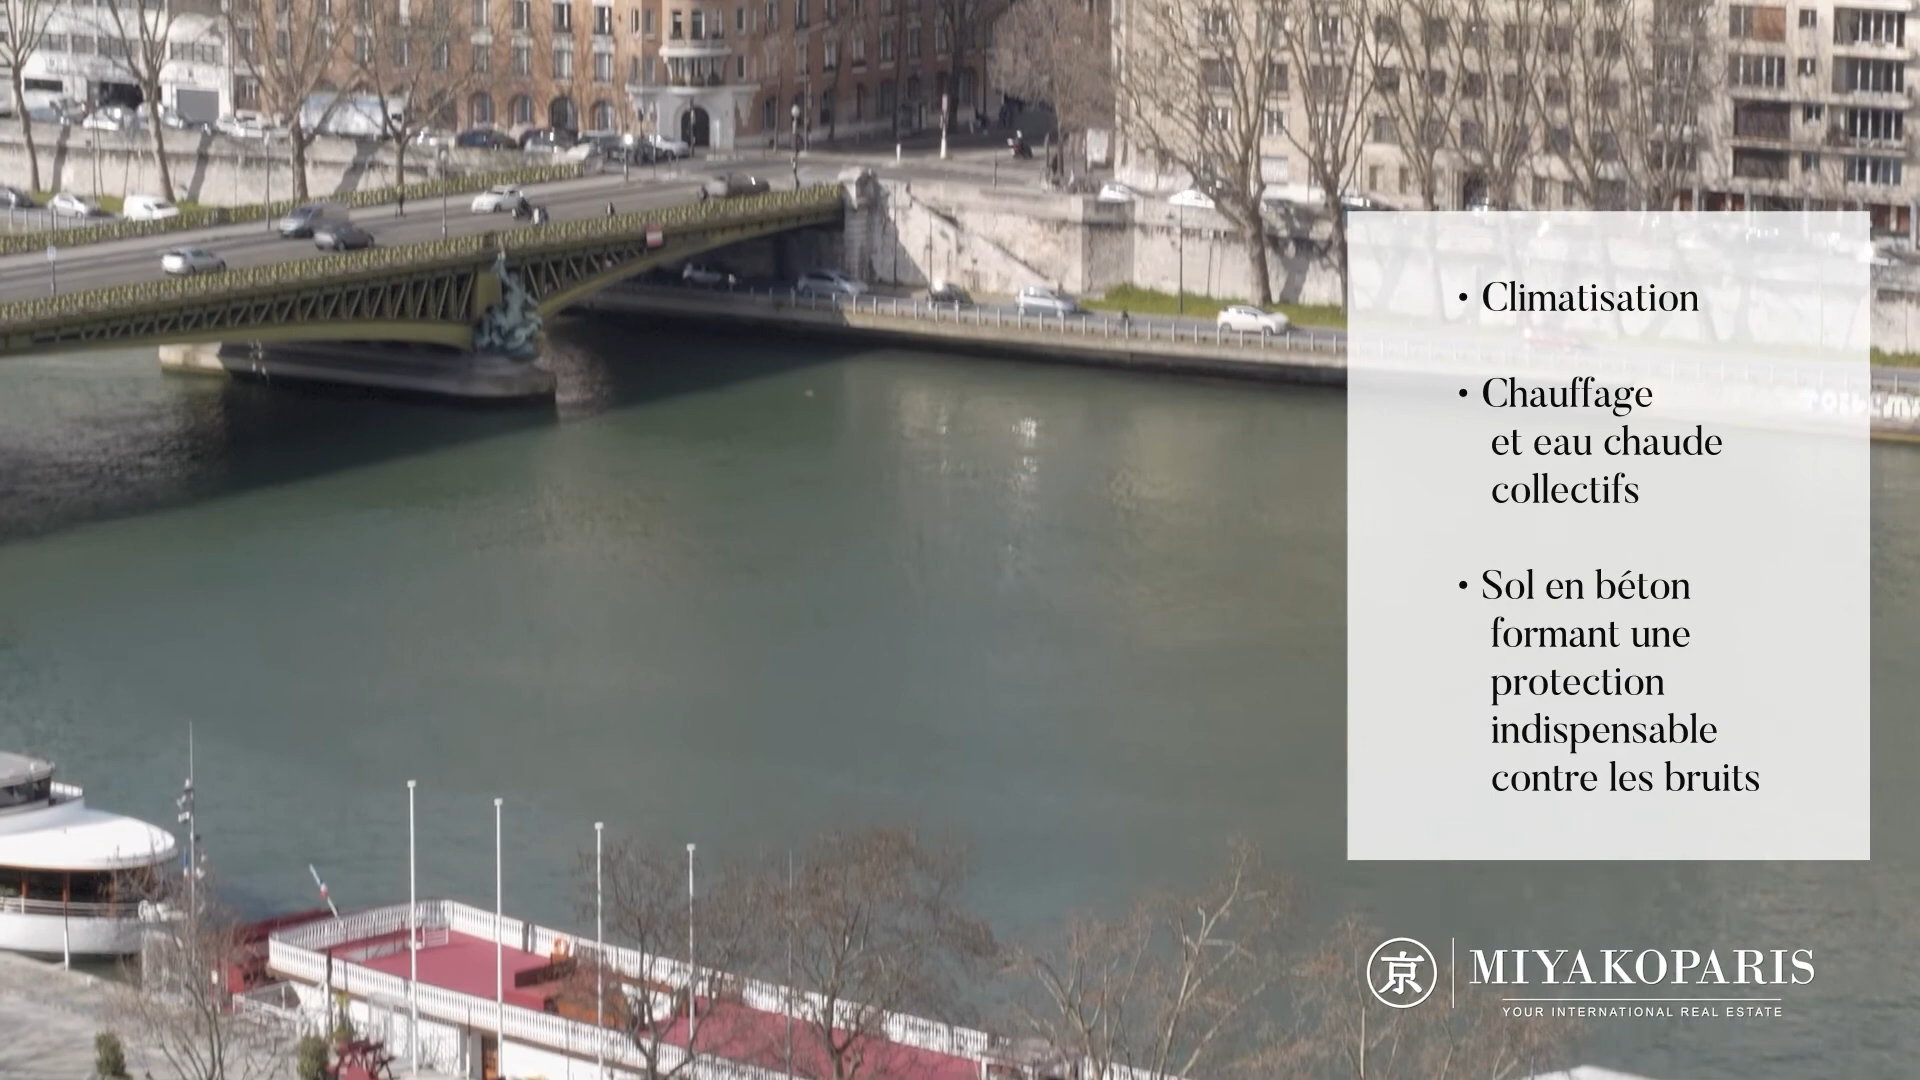 • Climatisation
• Chauffage
et eau chaude
collectifs
• Sol en béton
formant une
protection
indispensable
contre les bruits
京 MIYAKOPARIS
YOUR INTERNATIONAL REAL ESTATE